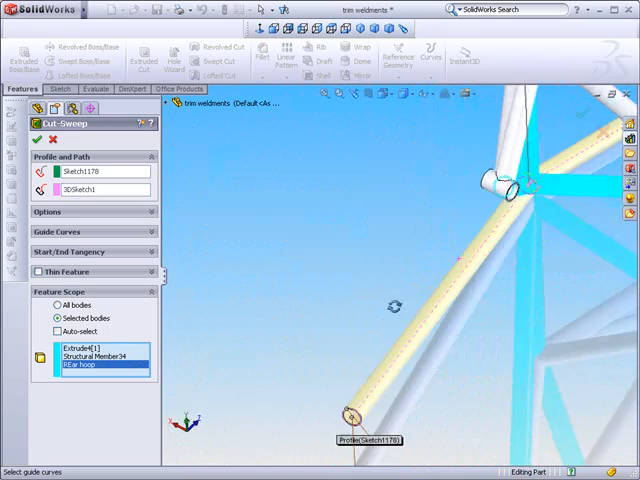 SolidWorks
trim weldments *
SolidWorks Search
Extruded Boss/Base
Revolved Boss/Base
Swept Boss/Base
Lofted Boss/Base
Extruded Cut
Hole Wizard
Revolved Cut
Swept Cut
Lofted Cut
Fillet
Linear Pattern
Rib
Draft
Shell
Wrap
Dome
Mirror
Reference Geometry
Curves
Instant3D
Features
Sketch
Evaluate
DimXpert
Office Products
trim weldments (Default<As ...
Cut-Sweep
Profile and Path
Sketch1178
3DSketch1
Options
Guide Curves
Start/End Tangency
Thin Feature
Feature Scope
All bodies
Selected bodies
Auto-select
Extrude4[1]
Structural Member34
REar hoop
Profile(Sketch1178)
X
Y
Z
Select guide curves
Editing Part